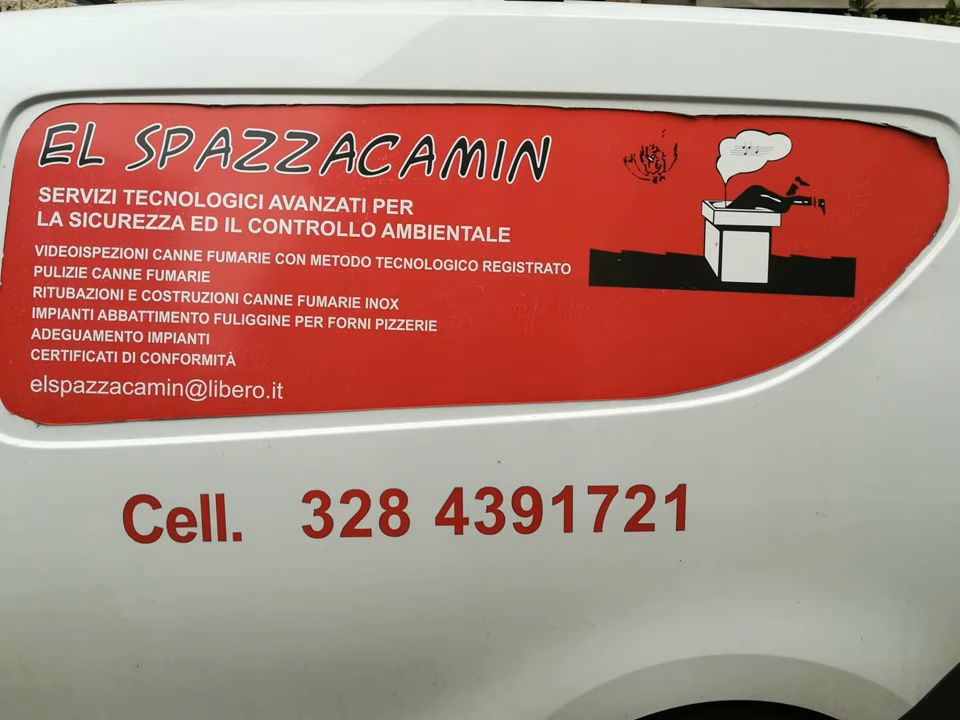 EL SPAZZACAMIN
SERVIZI TECNOLOGICI AVANZATI PER
LA SICUREZZA ED IL CONTROLLO AMBIENTALE
VIDEOISPEZIONI CANNE FUMARIE CON METODO TECNOLOGICO REGISTRATO
PULIZIE CANNE FUMARIE
RITUBAZIONI E COSTRUZIONI CANNE FUMARIE INOX
IMPIANTI ABBATTIMENTO FULIGGINE PER FORNI PIZZERIE
ADEGUAMENTO IMPIANTI
CERTIFICATI DI CONFORMITÀ
elspazzacamin@libero.it
Cell. 328 4391721